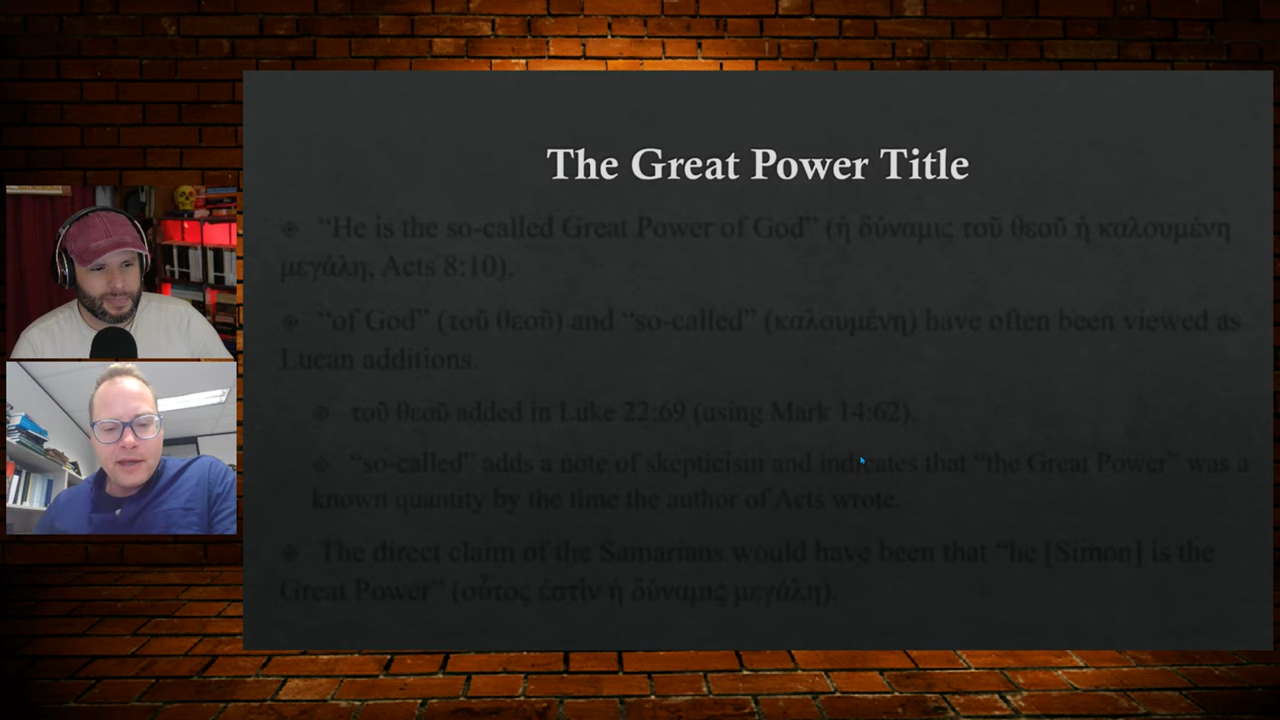 The Great Power Title
“He is the so-called Great Power of God” (ἡ δύναμις τοῦ θεοῦ ἡ καλουμένη
μεγάλη, Acts 8:10).
“of God” (τοῦ θεοῦ) and “so-called” (καλουμένη) have often been viewed as
Lucan additions.
τοῦ θεοῦ added in Luke 22:69 (using Mark 14:62).
“so-called” adds a note of skepticism and indicates that “the Great Power” was a
known quantity by the time the author of Acts wrote.
The direct claim of the Samarians would have been that “he [Simon] is the
Great Power” (οὗτος ἐστὶν ἡ δύναμις μεγάλη).